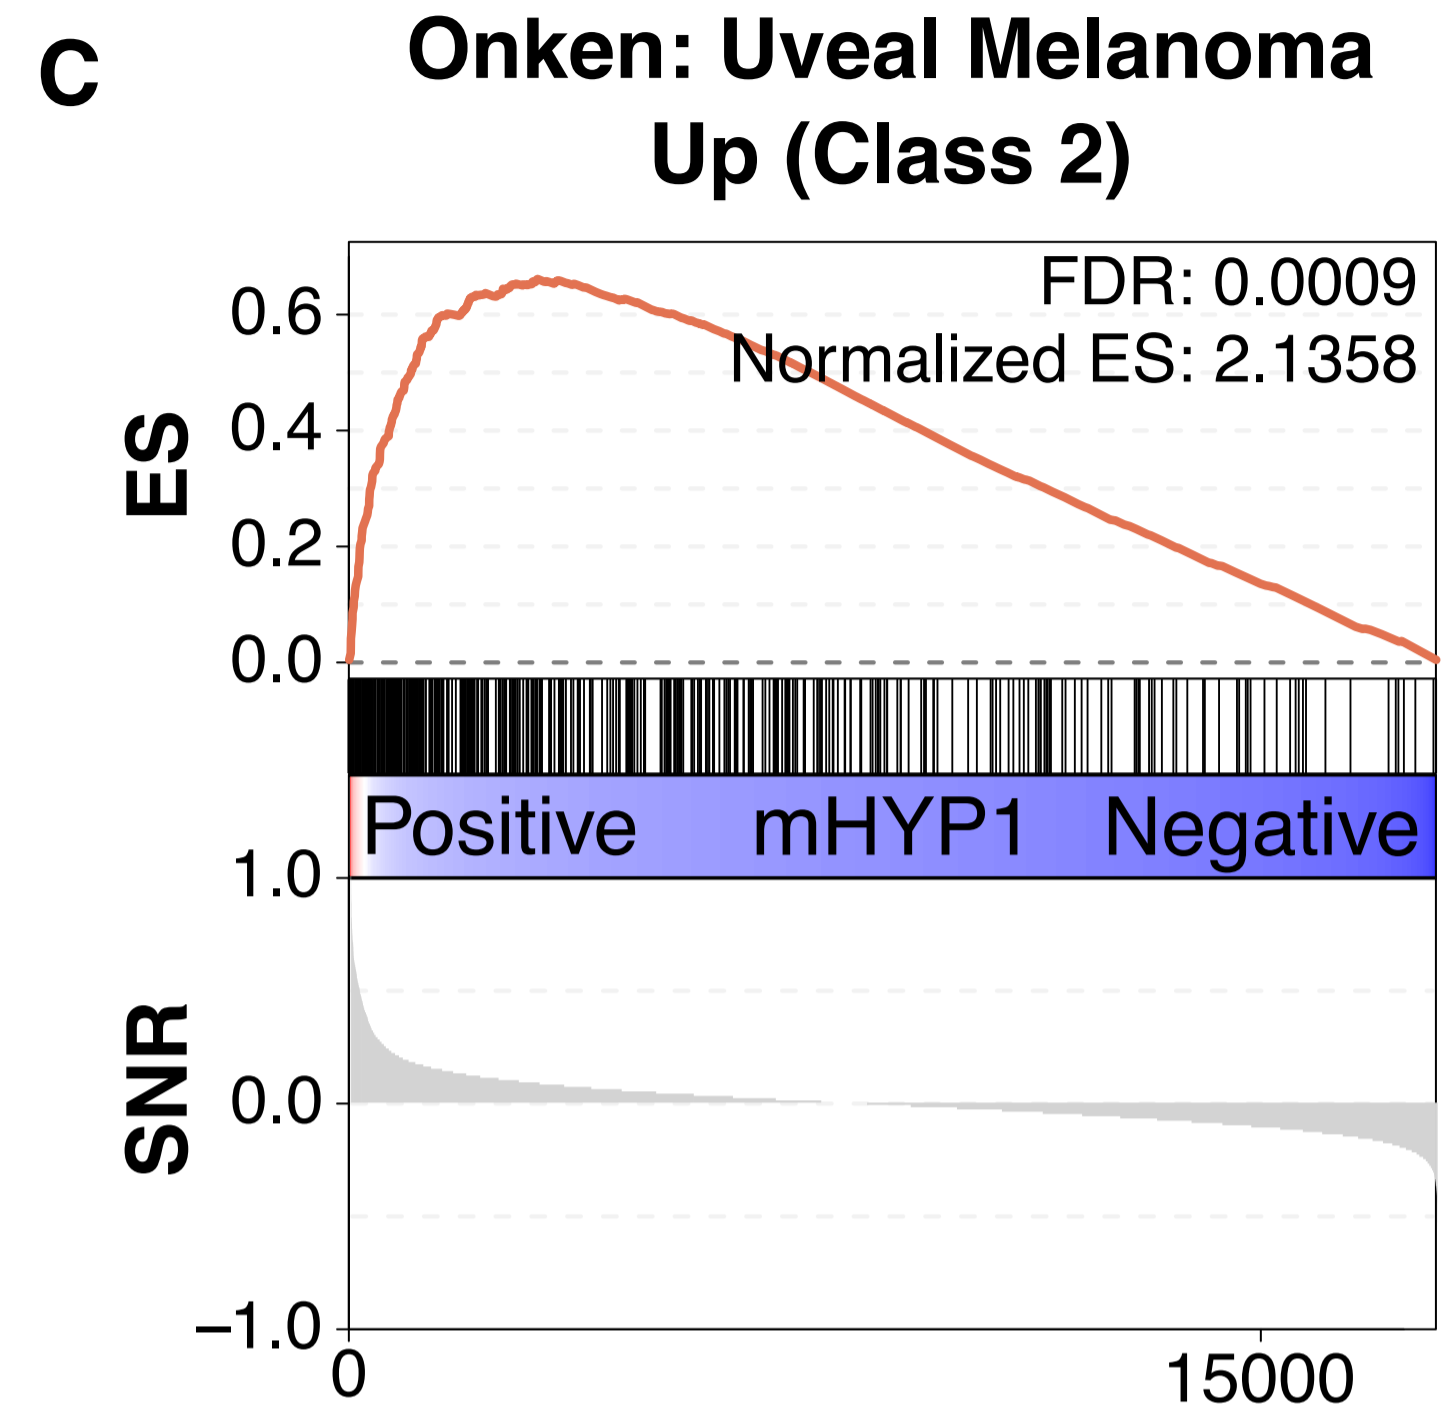 C
Onken: Uveal Melanoma
Up (Class 2)
FDR: 0.0009
Normalized ES: 2.1358
ES
0.6
0.4
0.2
0.0
Positive mHYP1 Negative
SNR
1.0
0.0
−1.0
0 15000